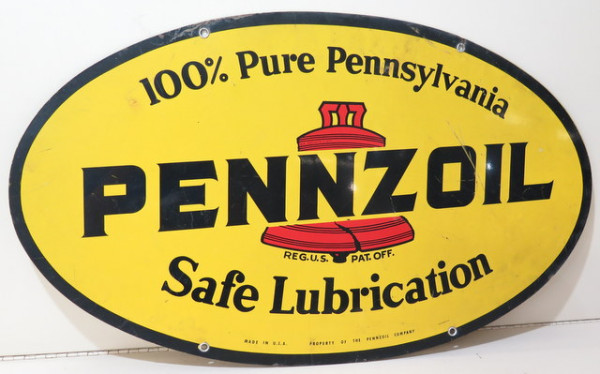 100% Pure Pennsylvania
PENNZOIL
REG.U.S. PAT.OFF.
Safe Lubrication
MADE IN U.S.A. PROPERTY OF THE PENNZOIL COMPANY